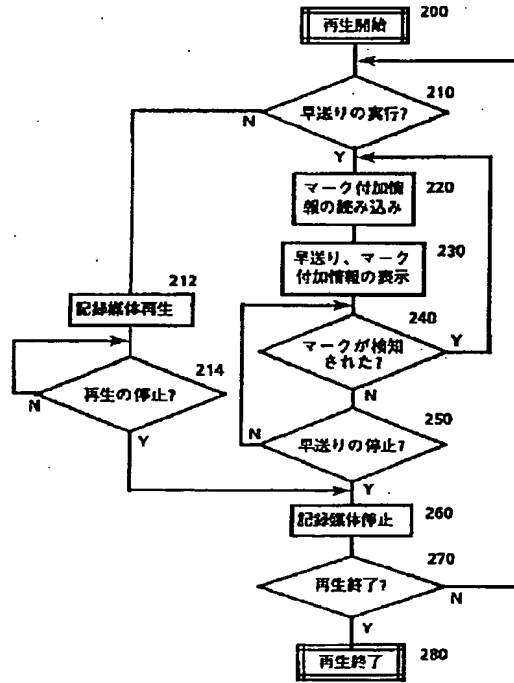 再生開始
200
210
早送りの実行?
N
Y
マーク付加情
報の読み込み
220
早送り、マーク
付加情報の表示
230
212
記録媒体再生
240
マークが検知
された?
Y
N
214
再生の停止?
N
Y
250
早送りの停止?
N
Y
記録媒体停止
260
270
再生終了?
N
Y
再生終了
280